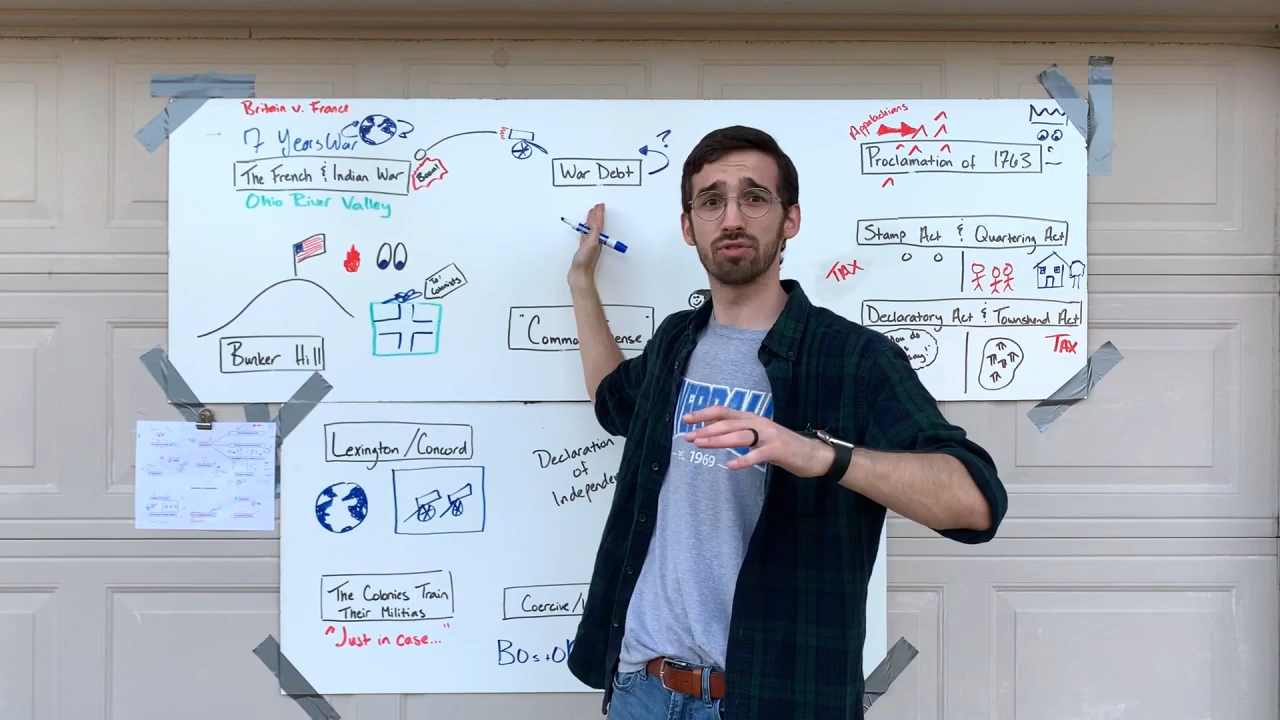 Britain v. France
7 Years War
The French & Indian War
Boom
Ohio River Valley
War Debt
?
Appalachians
Proclamation of 1763
Stamp Act & Quartering Act
TAX
Declaratory Act & Townshend Act
TAX
To:
Colonists
Bunker Hill
"Common Sense
Lexington/Concord
Declaration
of
The Colonies Train
Their Militias
"Just in case..."
Coercive/
1969